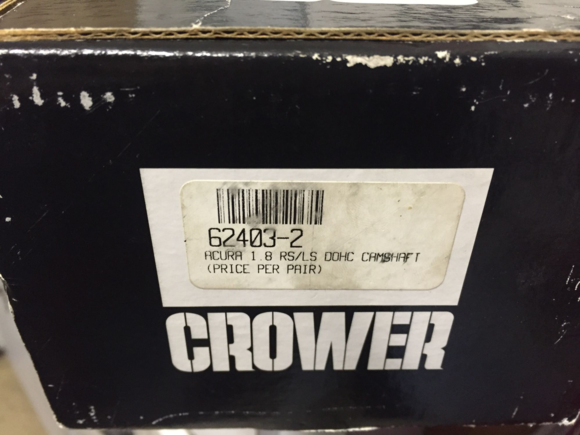 62403-2
ACURA 1.8 RS/LS DOHC CAMSHAFT
(PRICE PER PAIR)
CROWER